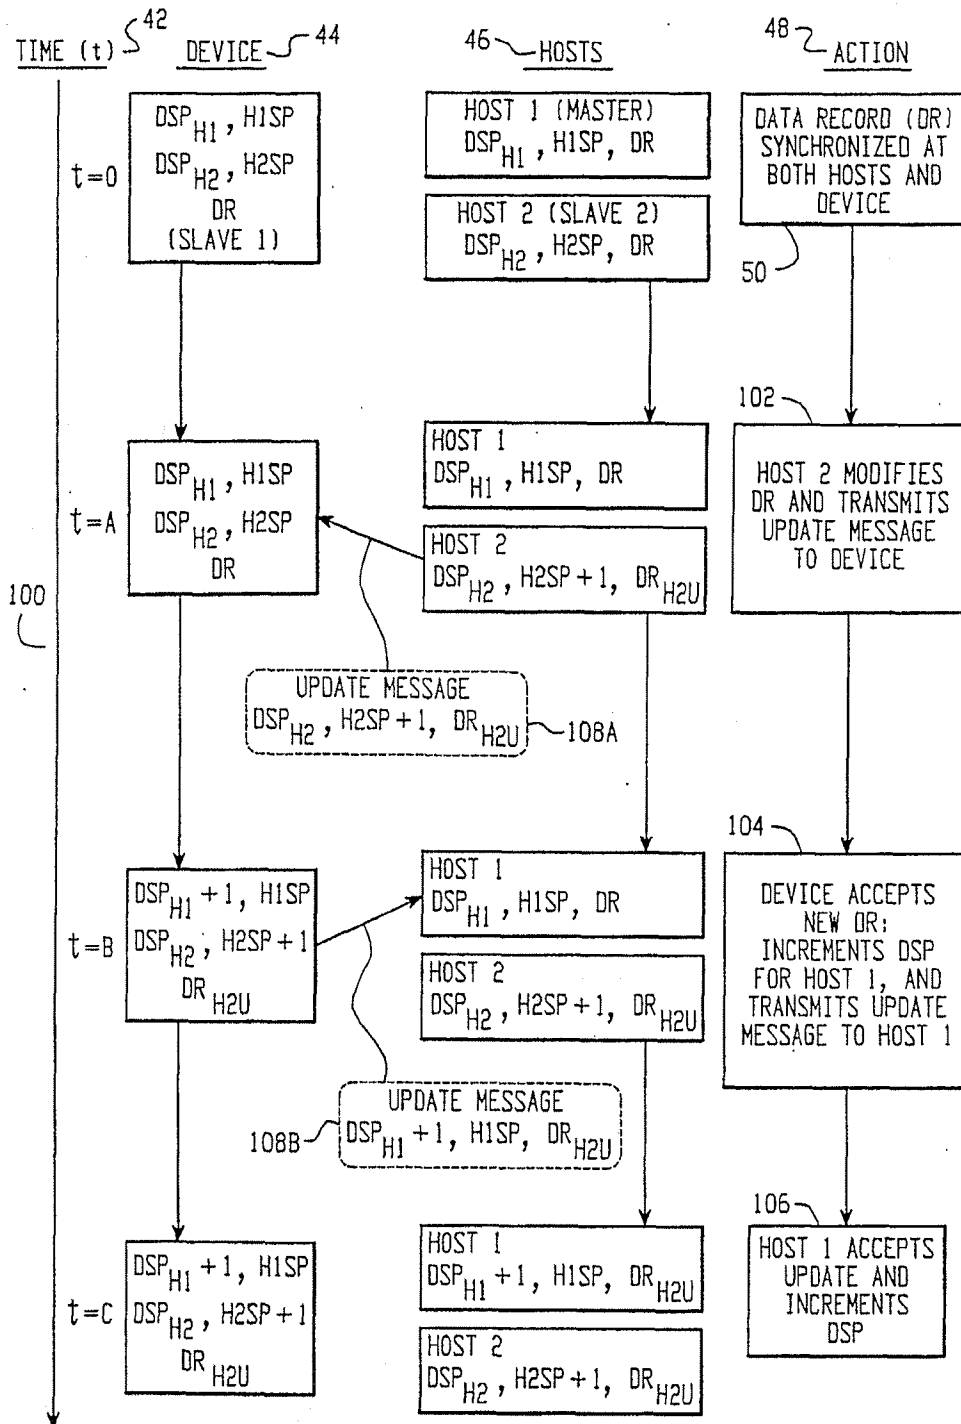 TIME (t) 42
DEVICE 44
46 HOSTS
48 ACTION
t=0
DSPH1, H1SP
DSPH2, H2SP
DR
(SLAVE 1)
HOST 1 (MASTER)
DSPH1, H1SP, DR
HOST 2 (SLAVE 2)
DSPH2, H2SP, DR
DATA RECORD (DR)
SYNCHRONIZED AT
BOTH HOSTS AND
DEVICE
50
100
t=A
DSPH1, H1SP
DSPH2, H2SP
DR
HOST 1
DSPH1, H1SP, DR
HOST 2
DSPH2, H2SP+1, DRH2U
102
HOST 2 MODIFIES
DR AND TRANSMITS
UPDATE MESSAGE
TO DEVICE
UPDATE MESSAGE
DSPH2, H2SP+1, DRH2U
108A
t=B
DSPH1+1, H1SP
DSPH2, H2SP+1
DRH2U
HOST 1
DSPH1, H1SP, DR
HOST 2
DSPH2, H2SP+1, DRH2U
104
DEVICE ACCEPTS
NEW DR;
INCREMENTS DSP
FOR HOST 1, AND
TRANSMITS UPDATE
MESSAGE TO HOST 1
UPDATE MESSAGE
DSPH1+1, H1SP, DRH2U
108B
t=C
DSPH1+1, H1SP
DSPH2, H2SP+1
DRH2U
HOST 1
DSPH1+1, H1SP, DRH2U
HOST 2
DSPH2, H2SP+1, DRH2U
106
HOST 1 ACCEPTS
UPDATE AND
INCREMENTS
DSP